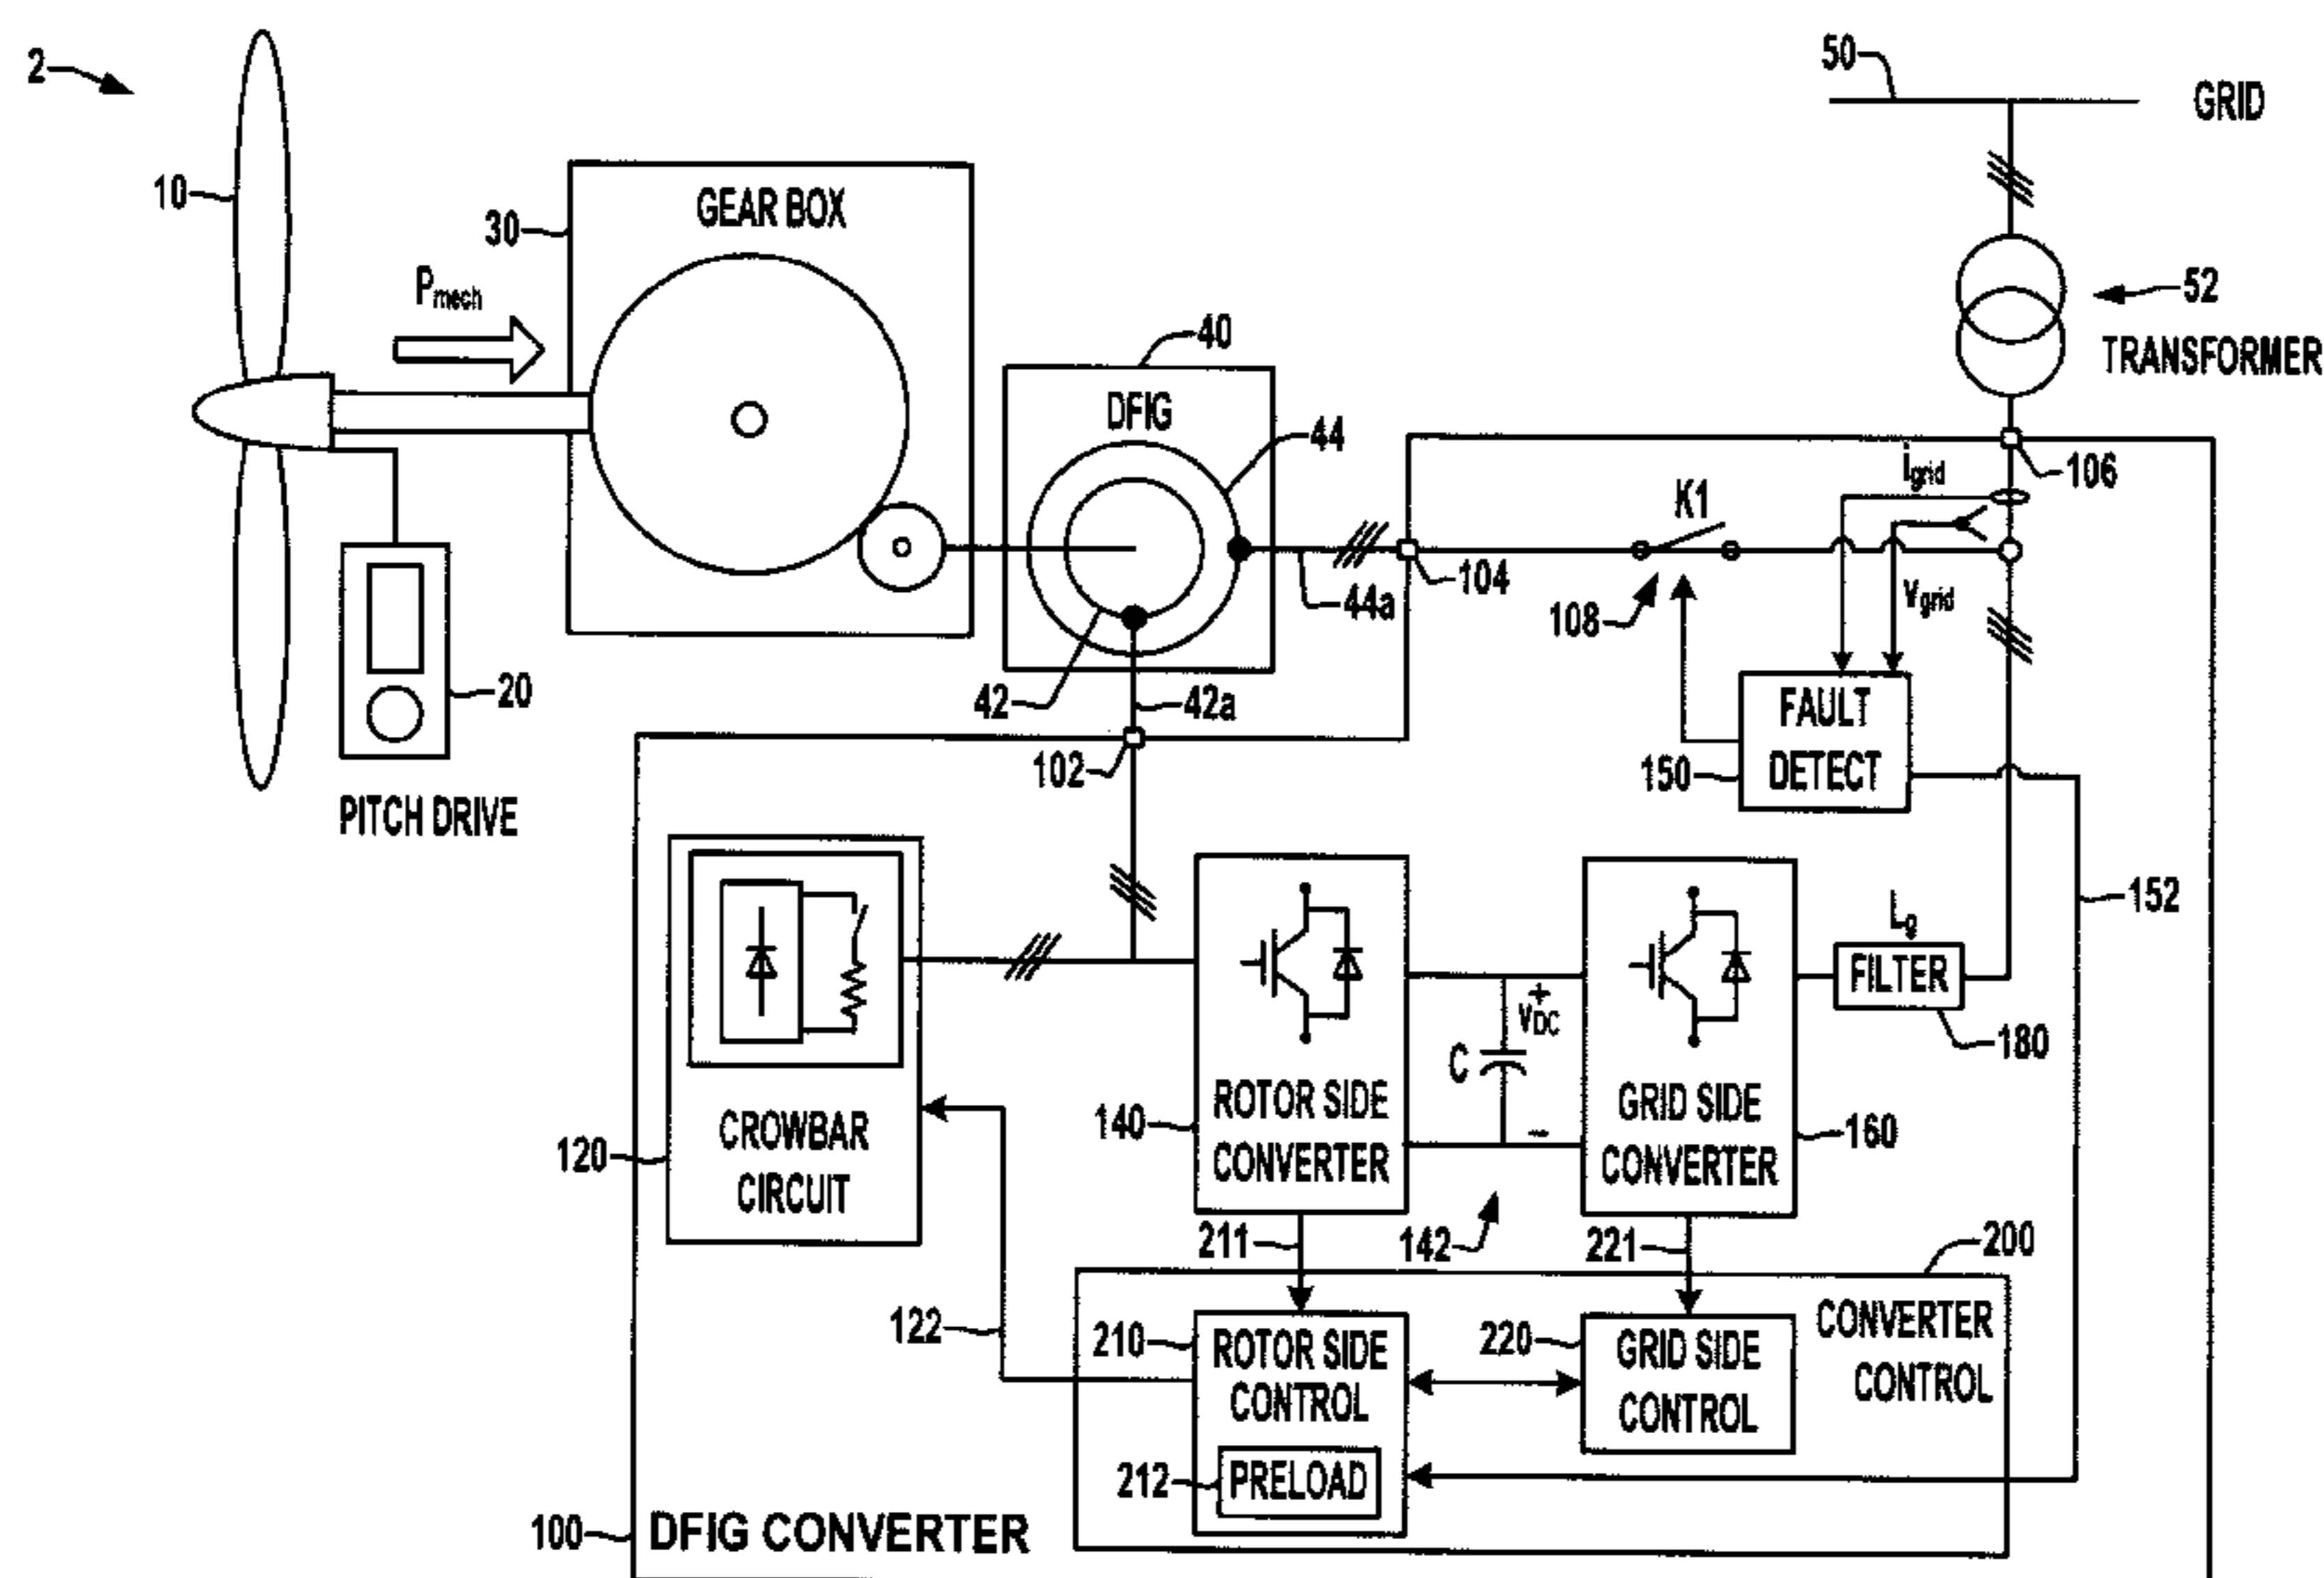 2
50
GRID
10
GEAR BOX
30
Pmech
52
TRANSFORMER
40
DFIG
44
106
igrid
K1
104
44a
108
vgrid
42
42a
20
102
FAULT
DETECT
150
PITCH DRIVE
152
Lg
FILTER
180
+
VDC
C
-
ROTOR SIDE
CONVERTER
140
GRID SIDE
CONVERTER
160
CROWBAR
CIRCUIT
120
211
142
221
200
122
210
ROTOR SIDE
CONTROL
220
GRID SIDE
CONTROL
CONVERTER
CONTROL
212
PRELOAD
100
DFIG CONVERTER